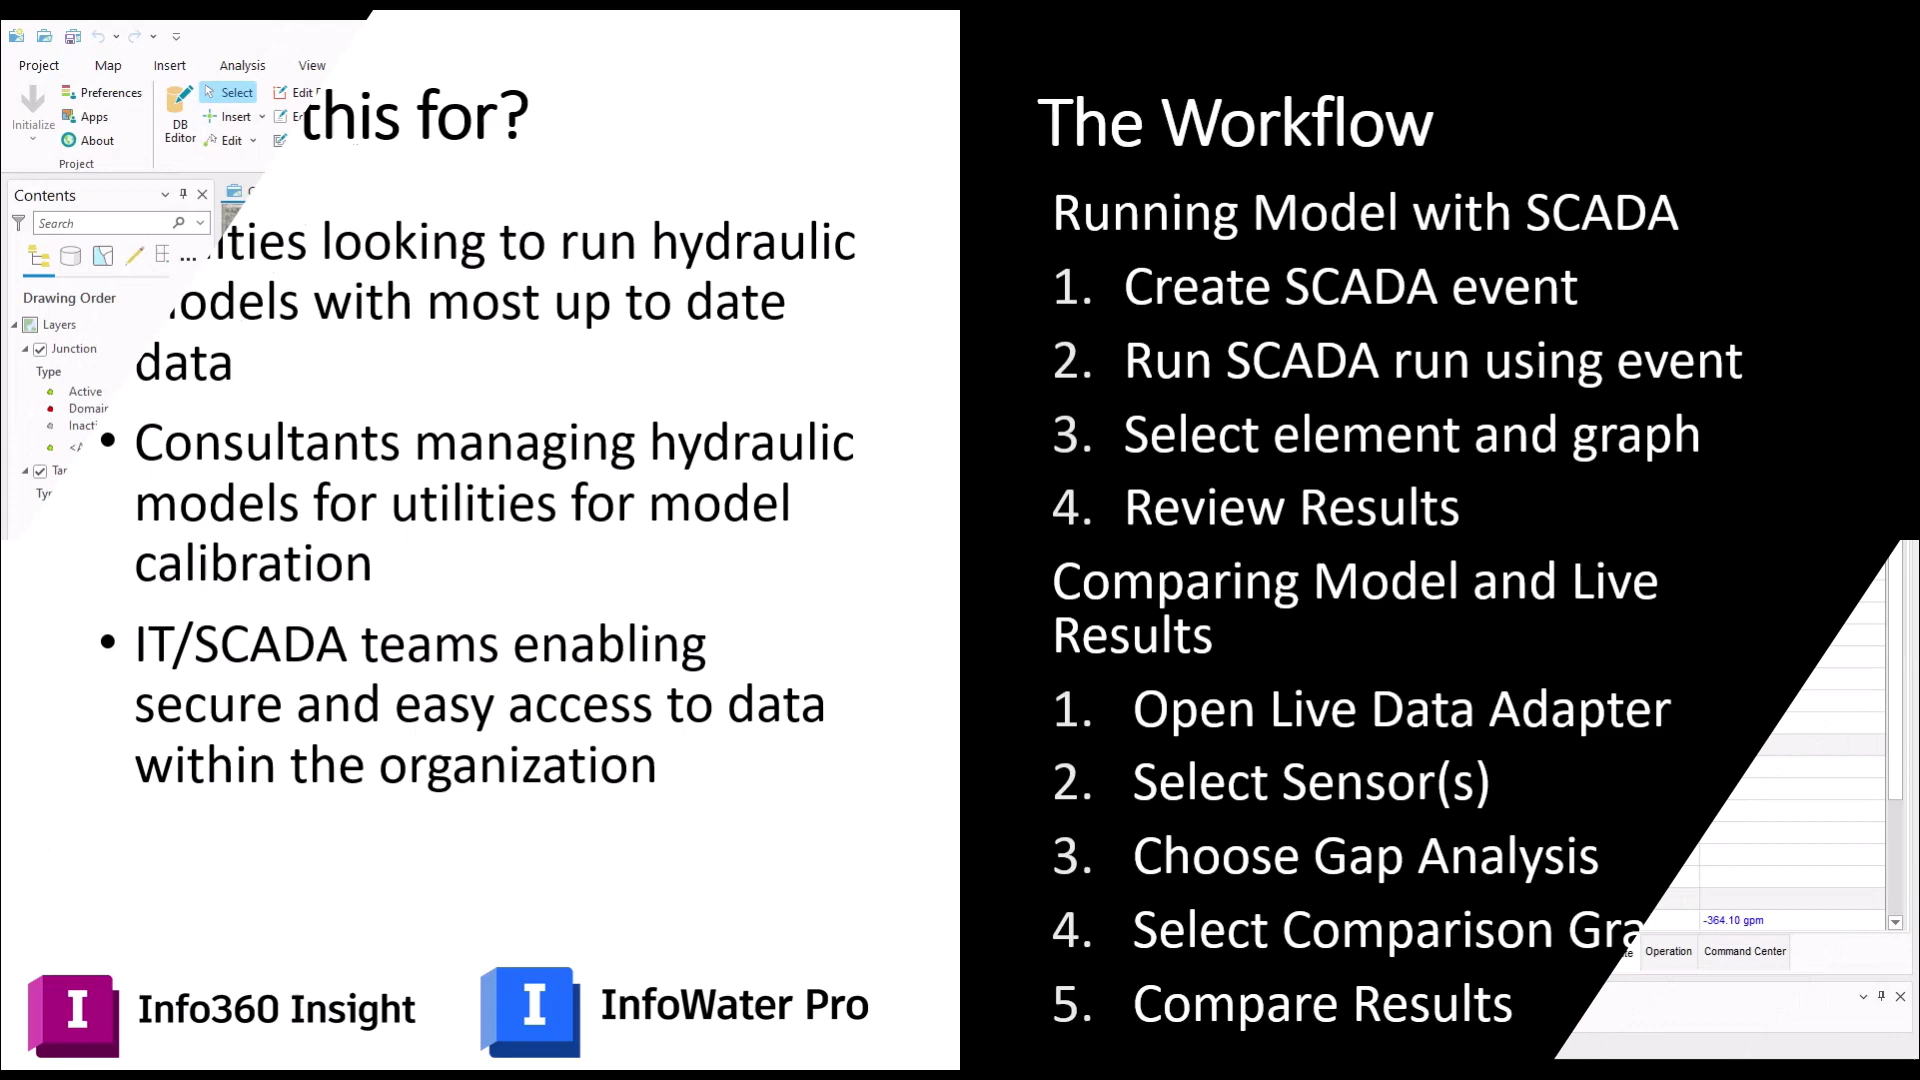 Project Map Insert Analysis View
Initialize
Preferences
Apps
About
DB
Editor
Select
Insert
Edit
Edit
Project
this for?
Contents
Search
Drawing Order
Layers
Junction
Type
Active
looking to run hydraulic
with most up to date
data
• Consultants managing hydraulic
models for utilities for model
calibration
• IT/SCADA teams enabling
secure and easy access to data
within the organization
I Info360 Insight
I InfoWater Pro
The Workflow
Running Model with SCADA
1. Create SCADA event
2. Run SCADA run using event
3. Select element and graph
4. Review Results
Comparing Model and Live
Results
1. Open Live Data Adapter
2. Select Sensor(s)
3. Choose Gap Analysis
4. Select Comparison
5. Compare Results
-364.10 gpm
Operation Command Center